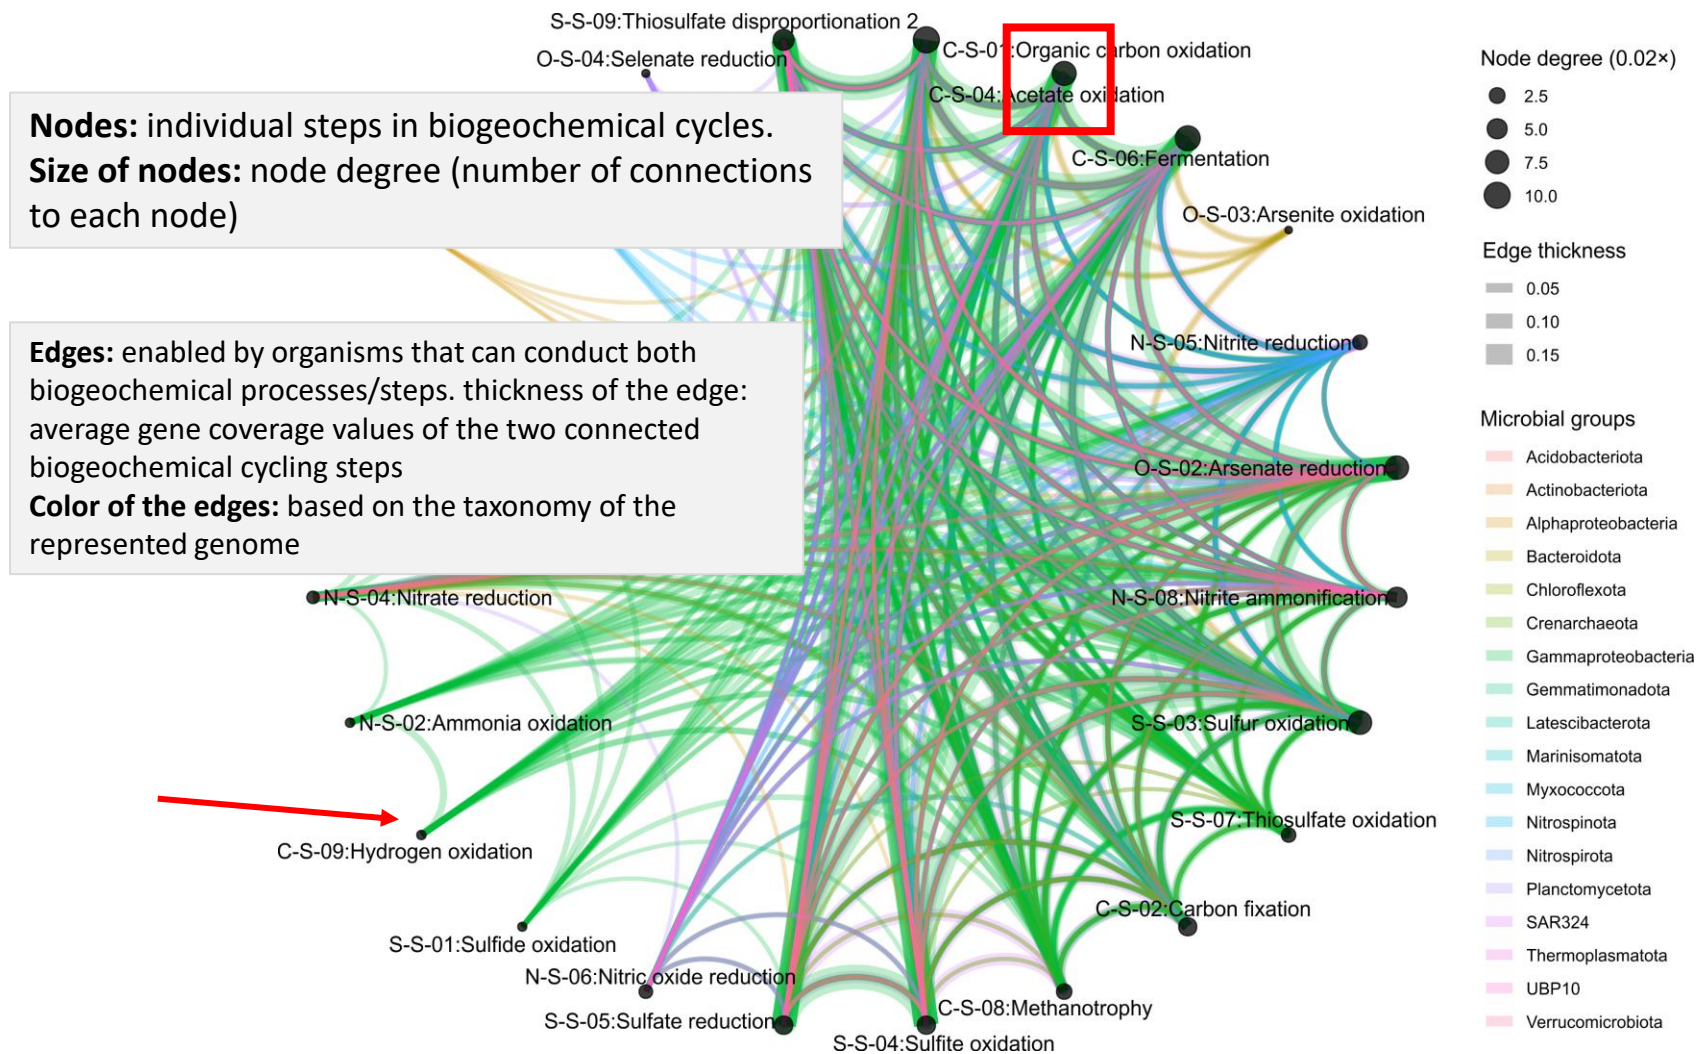 S-S-09:Thiosulfate disproportionation 2
C-S-01:Organic carbon oxidation
O-S-04:Selenate reduction
C-S-04:Acetate oxidation
Nodes: individual steps in biogeochemical cycles.
Size of nodes: node degree (number of connections
to each node)
C-S-06:Fermentation
O-S-03:Arsenite oxidation
Edges: enabled by organisms that can conduct both
biogeochemical processes/steps. thickness of the edge:
average gene coverage values of the two connected
biogeochemical cycling steps
Color of the edges: based on the taxonomy of the
represented genome
N-S-05:Nitrite reduction
O-S-02:Arsenate reduction
N-S-04:Nitrate reduction
N-S-08:Nitrite ammonification
N-S-02:Ammonia oxidation
S-S-03:Sulfur oxidation
S-S-07:Thiosulfate oxidation
C-S-09:Hydrogen oxidation
C-S-02:Carbon fixation
S-S-01:Sulfide oxidation
N-S-06:Nitric oxide reduction
C-S-08:Methanotrophy
S-S-05:Sulfate reduction
S-S-04:Sulfite oxidation
Node degree (0.02×)
2.5
5.0
7.5
10.0
Edge thickness
0.05
0.10
0.15
Microbial groups
Acidobacteriota
Actinobacteriota
Alphaproteobacteria
Bacteroidota
Chloroflexota
Crenarchaeota
Gammaproteobacteria
Gemmatimonadota
Latescibacterota
Marinisomatota
Myxococcota
Nitrospinota
Nitrospirota
Planctomycetota
SAR324
Thermoplasmatota
UBP10
Verrucomicrobiota